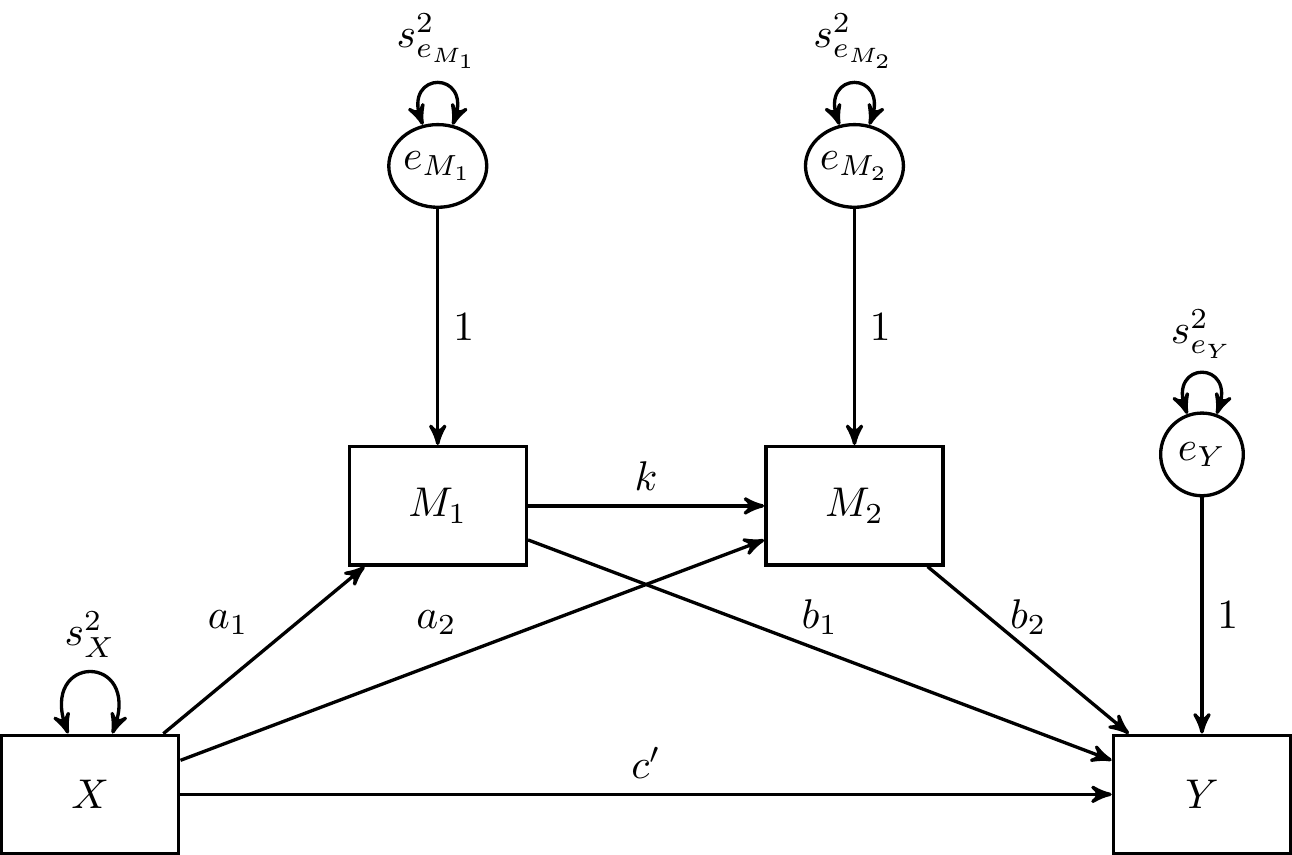 $s^2_{e_{M_1}}$ $s^2_{e_{M_2}}$
$e_{M_1}$ $e_{M_2}$
1 1 $s^2_{e_Y}$
$e_Y$
$k$
$M_1$ $M_2$
$s^2_X$ $a_1$ $a_2$ $b_1$ $b_2$ 1
$c'$
$X$ $Y$